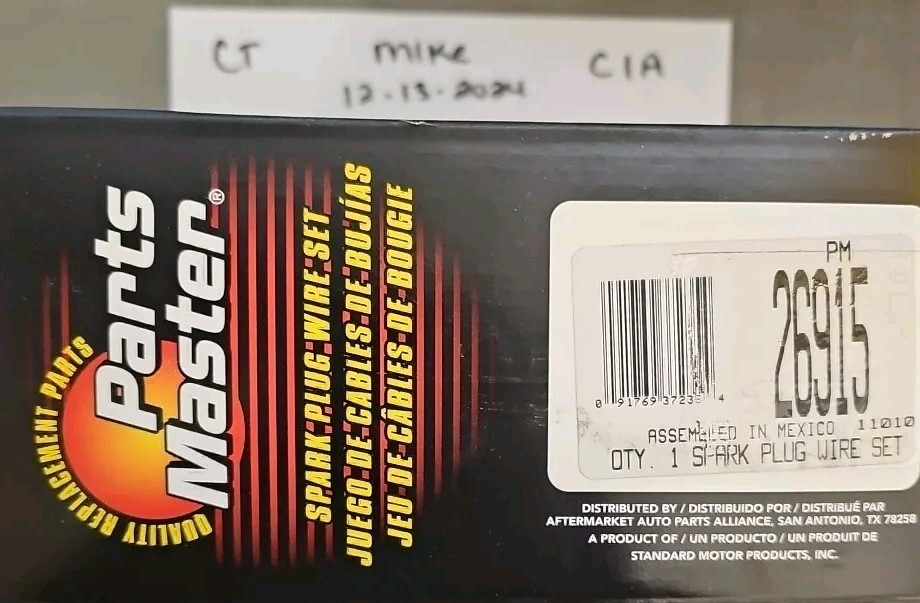 CT mike CIA
12-13-2024
QUALITY REPLACEMENT PARTS
Parts
Master®
SPARK PLUG WIRE SET
JUEGO DE CABLES DE BUJÍAS
JEU DE CÂBLES DE BOUGIE
PM
26915
0 91769 4
ASSEMBLED IN MEXICO 11010
QTY. 1 SPARK PLUG WIRE SET
DISTRIBUTED BY / DISTRIBUIDO POR / DISTRIBUÉ PAR
AFTERMARKET AUTO PARTS ALLIANCE, SAN ANTONIO, TX 78258
A PRODUCT OF / UN PRODUCTO / UN PRODUIT DE
STANDARD MOTOR PRODUCTS, INC.